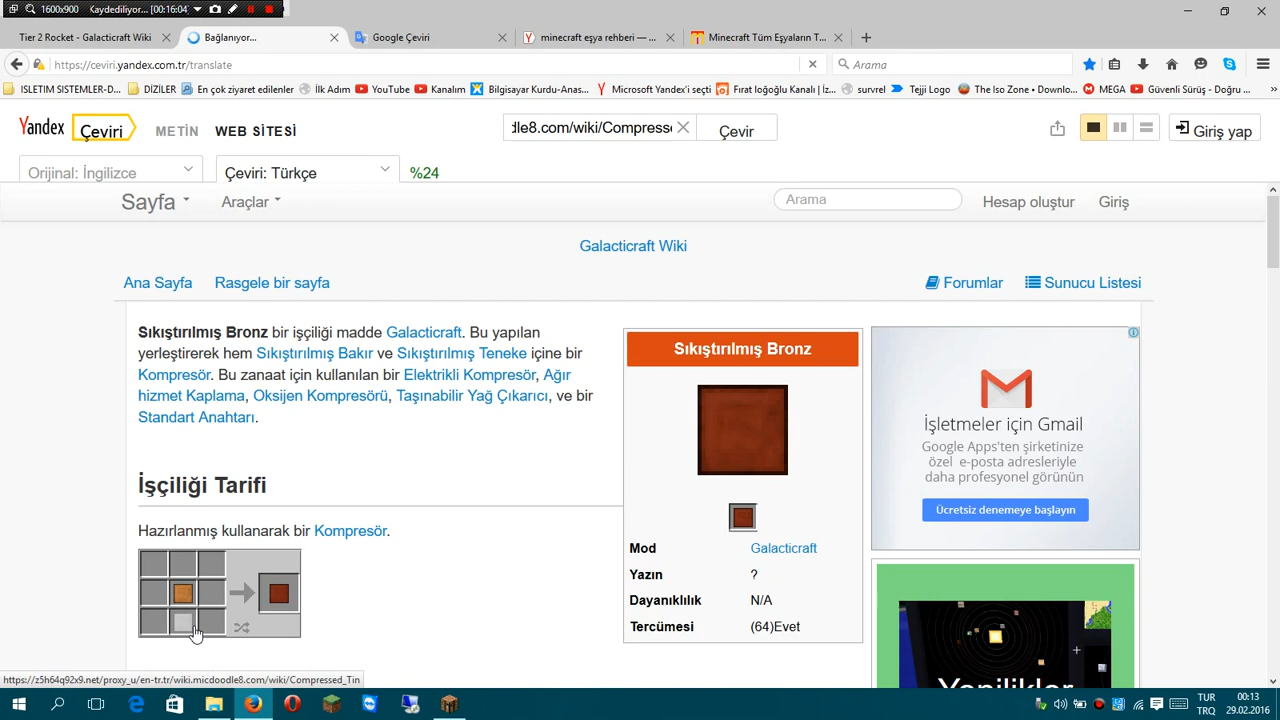 1600x900 Kaydediliyor... [00:16:04]
Tier 2 Rocket - Galacticraft Wiki
Bağlanıyor...
Google Çeviri
minecraft eşya rehberi —...
Minecraft Tüm Eşyaların T...
https://ceviri.yandex.com.tr/translate
Arama
ISLETIM SISTEMLER-D...
DİZİLER
En çok ziyaret edilenler
İlk Adım
YouTube
Kanalım
Bilgisayar Kurdu-Anas...
Microsoft Yandex'i seçti
Fırat loğoğlu Kanalı | İz...
survrel
Tejji Logo
The Iso Zone • Downlo...
MEGA
Güvenli Sürüş - Doğru ...
Yandex Çeviri METİN WEB SİTESİ
dle8.com/wiki/Compresse
Çevir
Giriş yap
Orijinal: İngilizce
Çeviri: Türkçe
%24
Sayfa
Araçlar
Arama
Hesap oluştur
Giriş
Galacticraft Wiki
Ana Sayfa
Rasgele bir sayfa
Forumlar
Sunucu Listesi
Sıkıştırılmış Bronz bir işçiliği madde Galacticraft. Bu yapılan
yerleştirerek hem Sıkıştırılmış Bakır ve Sıkıştırılmış Teneke içine bir
Kompresör. Bu zanaat için kullanılan bir Elektrikli Kompresör, Ağır
hizmet Kaplama, Oksijen Kompresörü, Taşınabilir Yağ Çıkarıcı, ve bir
Standart Anahtarı.
İşçiliği Tarifi
Hazırlanmış kullanarak bir Kompresör.
Sıkıştırılmış Bronz
Mod Galacticraft
Yazın ?
Dayanıklılık N/A
Tercümesi (64)Evet
İşletmeler için Gmail
Google Apps'ten şirketinize
özel e-posta adresleriyle
daha profesyonel görünün
Ücretsiz denemeye başlayın
Yenilikler
https://z5h64q92x9.net/proxy_u/en-tr.tr/wiki.micdoodle8.com/wiki/Compressed_Tin
TUR
TRQ
00:13
29.02.2016